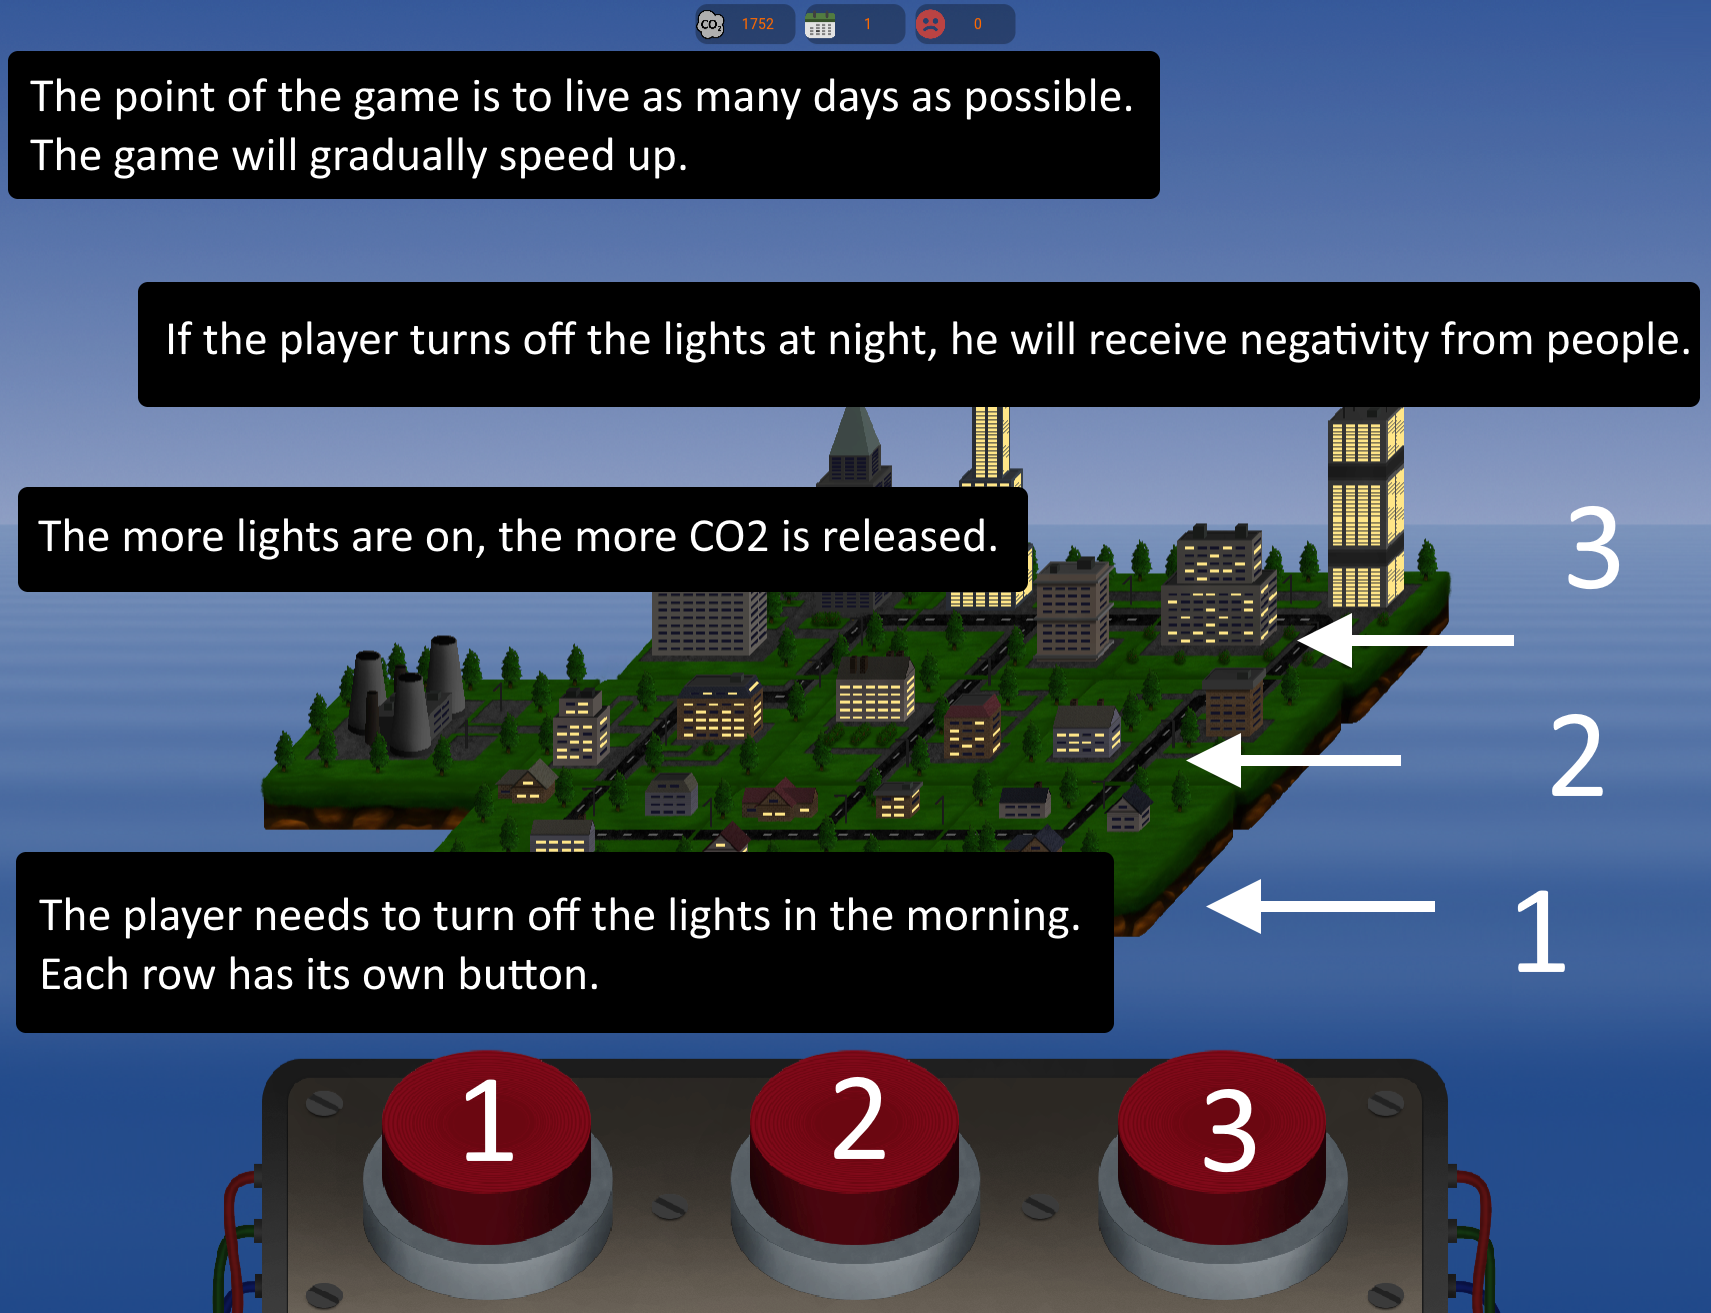 CO₂ 1752 1 0
The point of the game is to live as many days as possible.
The game will gradually speed up.
If the player turns off the lights at night, he will receive negativity from people.
The more lights are on, the more CO2 is released.
3
2
The player needs to turn off the lights in the morning.
Each row has its own button.
1
1 2 3